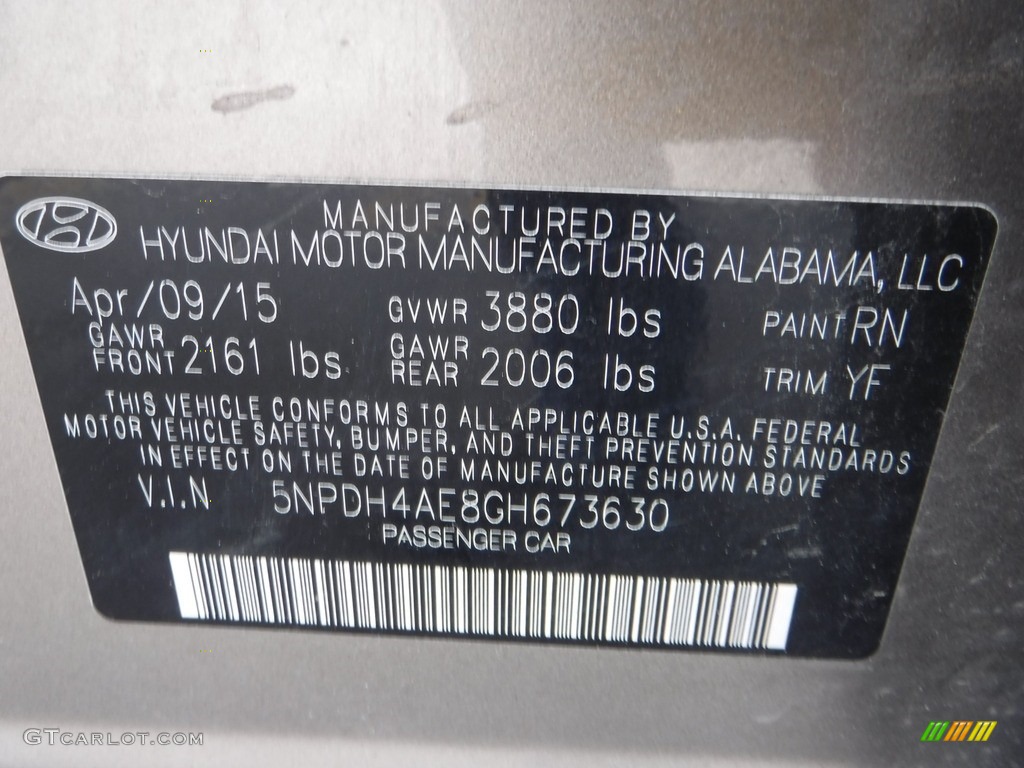 MANUFACTURED BY
HYUNDAI MOTOR MANUFACTURING ALABAMA, LLC
Apr/09/15 GVWR 3880 lbs PAINT RN
GAWR FRONT 2161 lbs GAWR REAR 2006 lbs TRIM YF
THIS VEHICLE CONFORMS TO ALL APPLICABLE U.S.A. FEDERAL
MOTOR VEHICLE SAFETY, BUMPER, AND THEFT PREVENTION STANDARDS
IN EFFECT ON THE DATE OF MANUFACTURE SHOWN ABOVE
V.I.N 5NPDH4AE8GH673630
PASSENGER CAR
GTCARLOT.COM